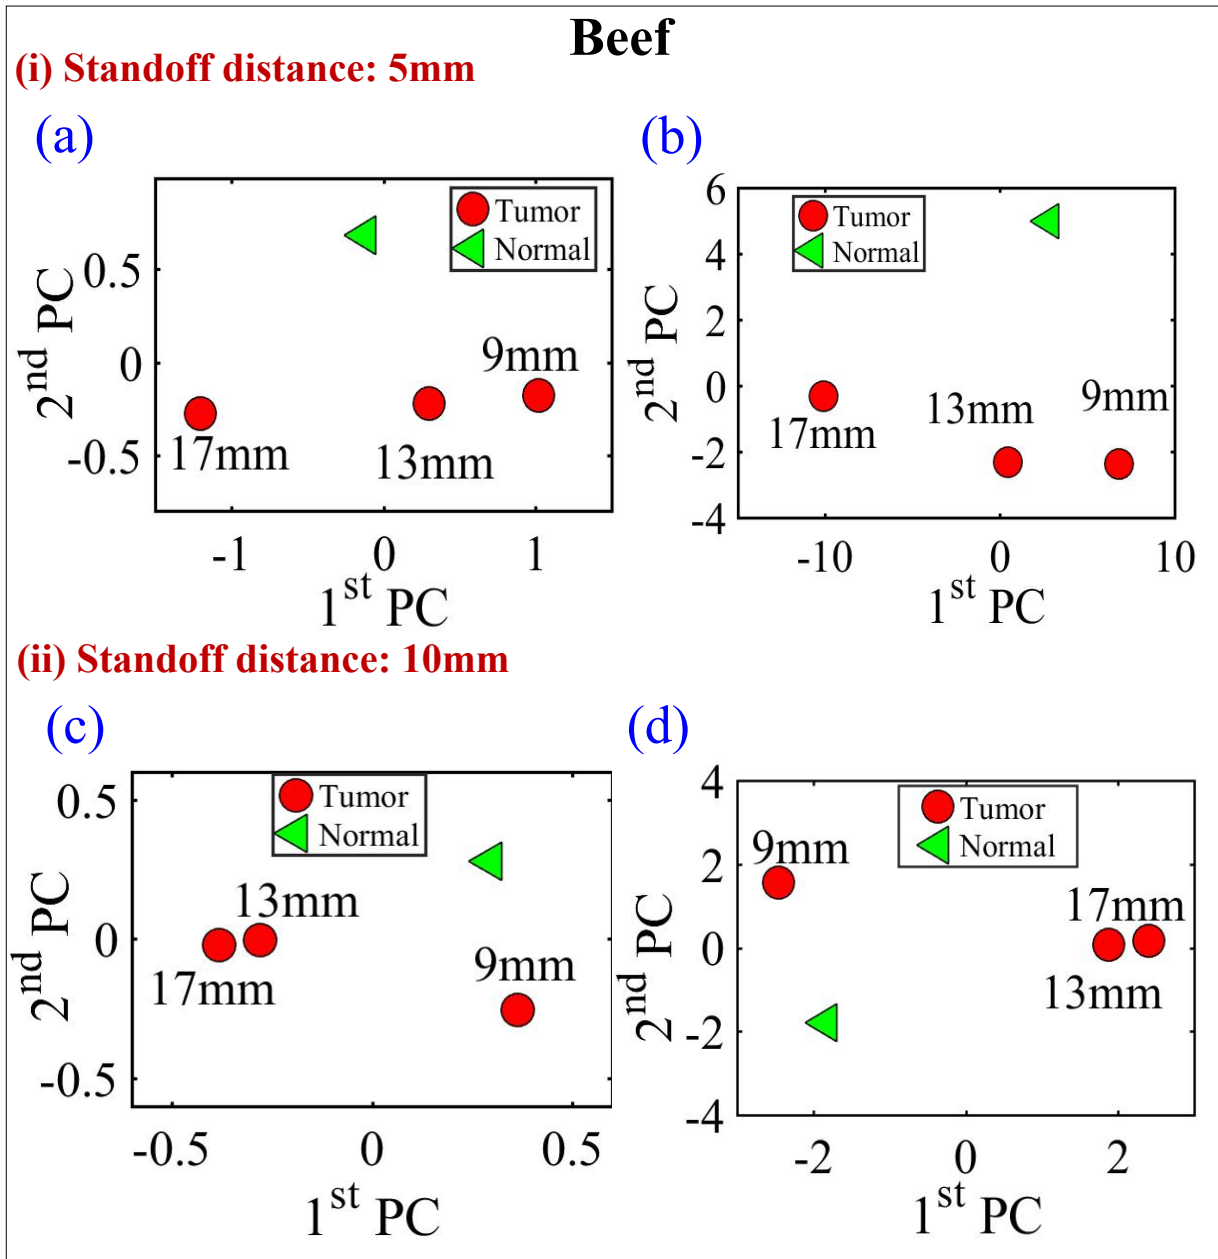 Beef
(i) Standoff distance: 5mm
(a)
Tumor
Normal
0.5
0
-0.5
2nd PC
9mm
17mm
13mm
-1
0
1
1st PC
(b)
6
4
2
0
-2
-4
2nd PC
Tumor
Normal
17mm
13mm
9mm
-10
0
10
1st PC
(ii) Standoff distance: 10mm
(c)
Tumor
Normal
0.5
0
-0.5
2nd PC
13mm
17mm
9mm
-0.5
0
0.5
1st PC
(d)
4
2
0
-2
-4
2nd PC
Tumor
Normal
9mm
17mm
13mm
-2
0
2
1st PC